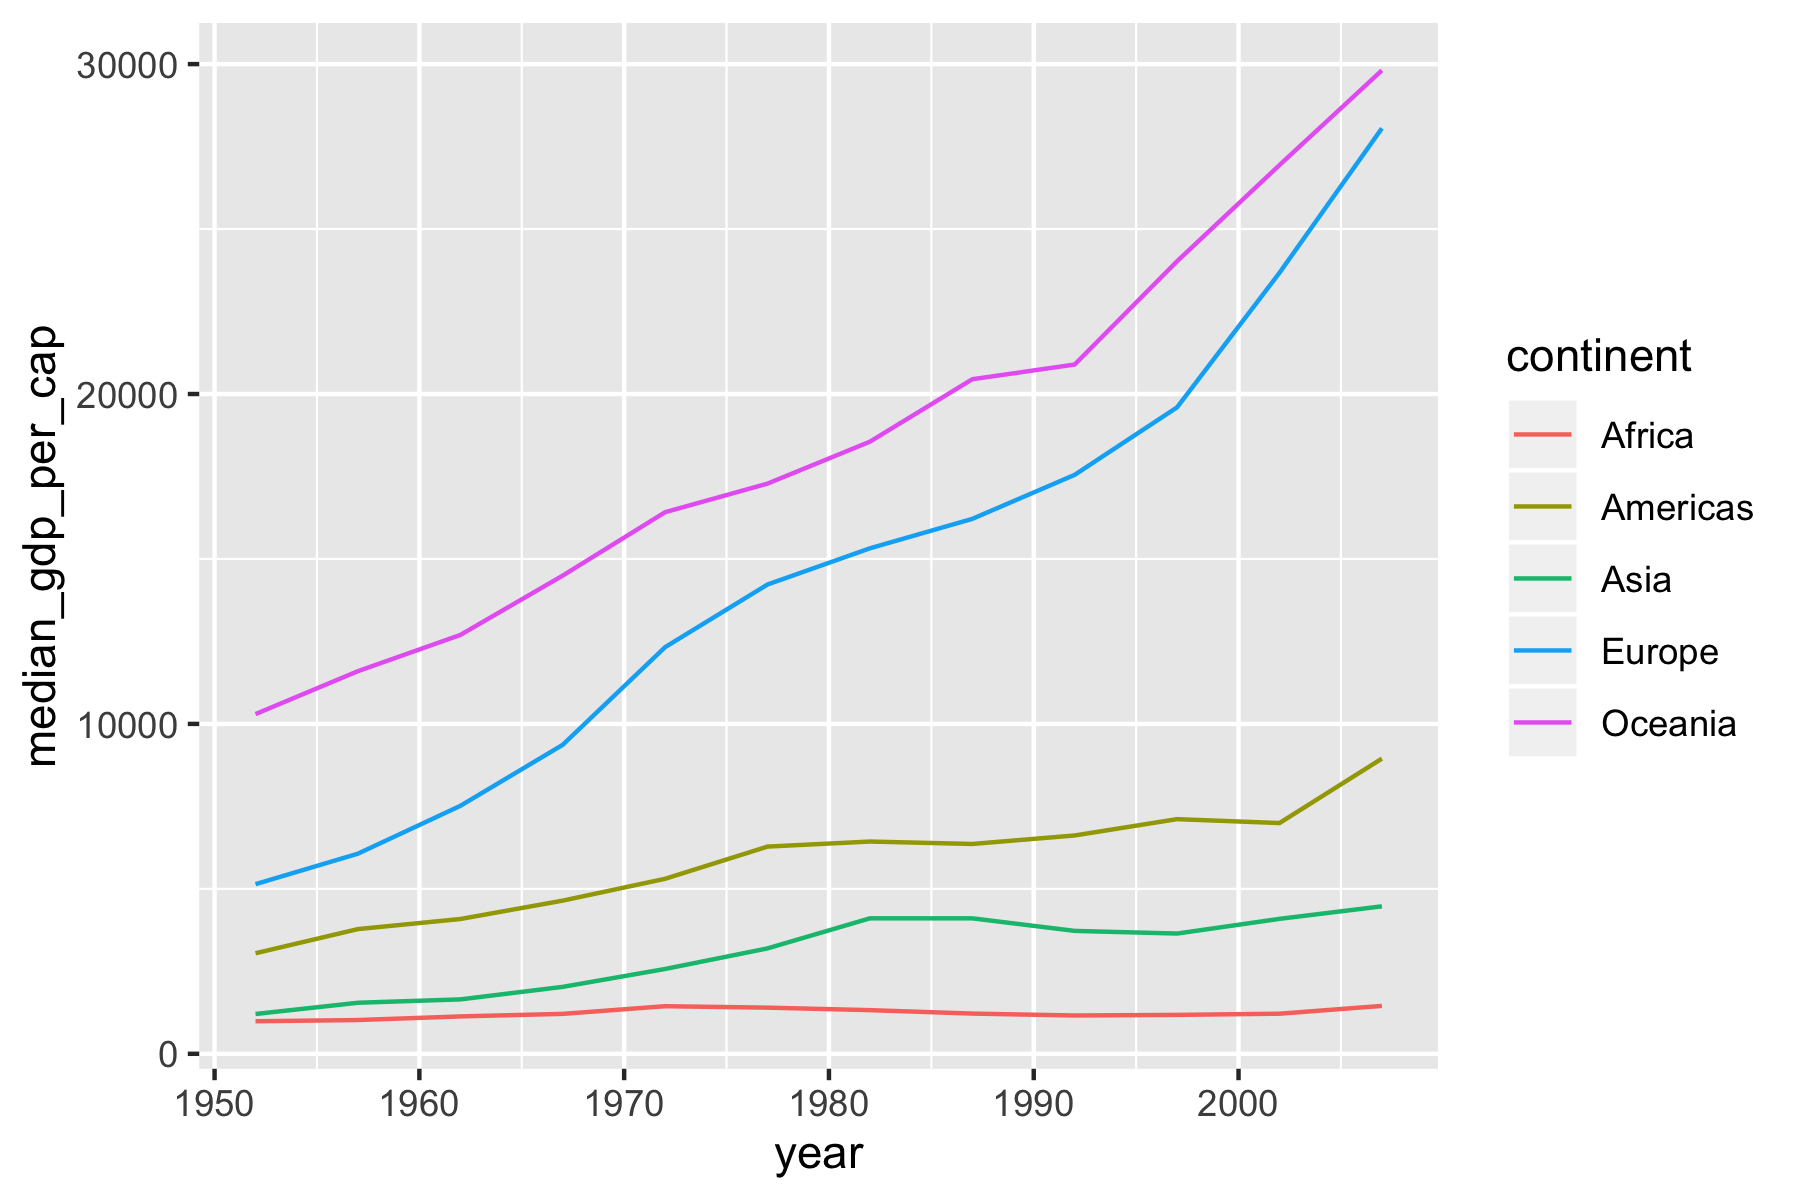 median_gdp_per_cap
30000
20000
10000
0
1950 1960 1970 1980 1990 2000
year
continent
Africa
Americas
Asia
Europe
Oceania